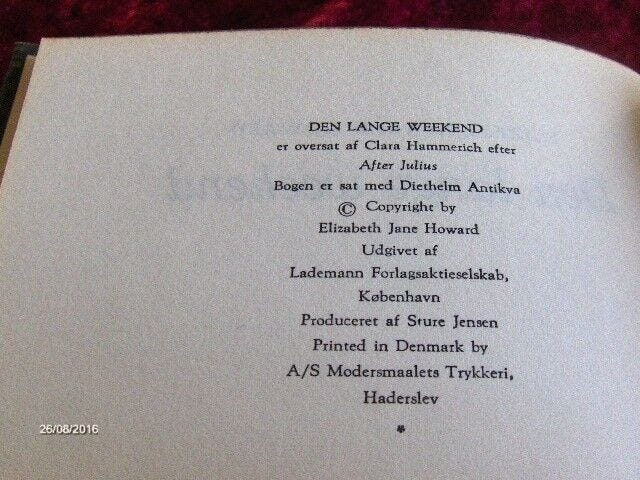 DEN LANGE WEEKEND
er oversat af Clara Hammerich efter
After Julius
Bogen er sat med Diethelm Antikva
© Copyright by
Elizabeth Jane Howard
Udgivet af
Lademann Forlagsaktieselskab,
København
Produceret af Sture Jensen
Printed in Denmark by
A/S Modersmaalets Trykkeri,
Haderslev
*
26/08/2016